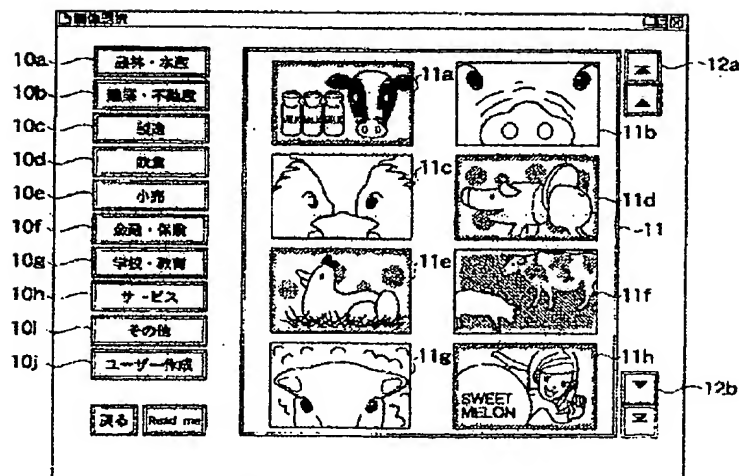 画像選択
10a 農林・水産
10b 建築・不動産
10c 製造
10d 飲食
10e 小売
10f 金融・保険
10g 学校・教育
10h サービス
10i その他
10j ユーザー作成
戻る Read me
11a
MILK MILK MILK
11b
11c
11d
11
11e
11f
11g
11h
SWEET
MELON
12a
12b